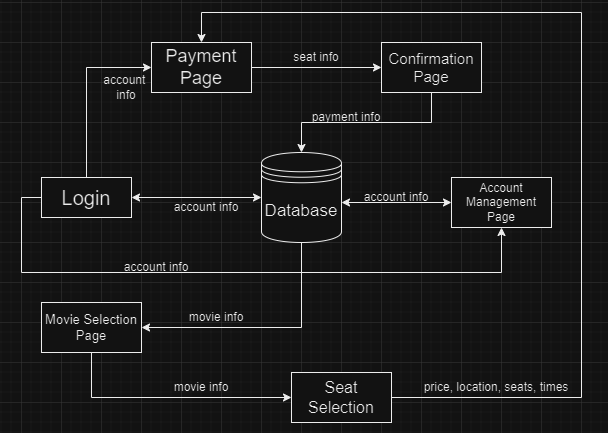 Payment
Page
seat info
Confirmation
Page
account
info
payment info
Login
account info
Database
account info
Account
Management
Page
account info
Movie Selection
Page
movie info
movie info
Seat
Selection
price, location, seats, times